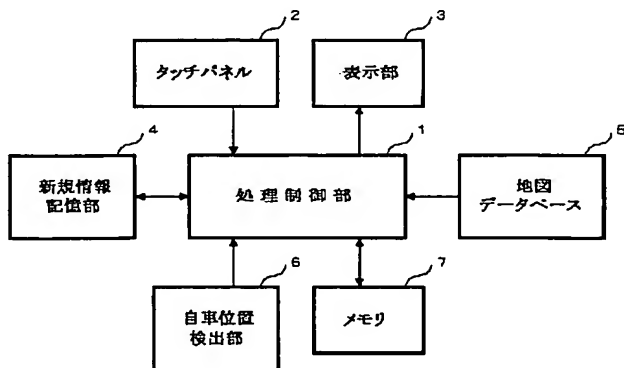 2
3
タッチパネル
表示部
4
1
5
新規情報
記憶部
処理制御部
地図
データベース
6
7
自車位置
検出部
メモリ